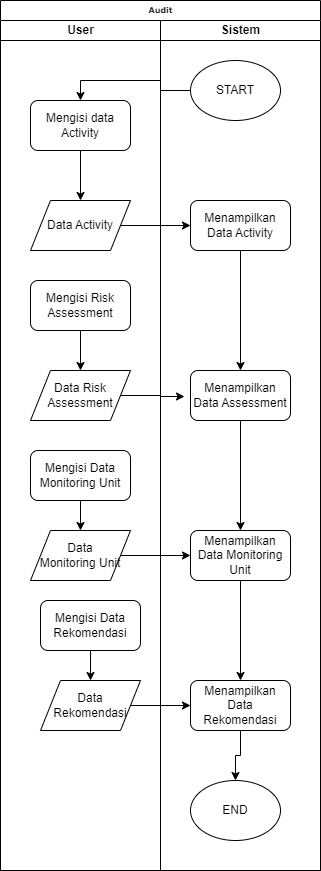 Audit
User
Sistem
START
Mengisi data
Activity
Data Activity
Menampilkan
Data Activity
Mengisi Risk
Assessment
Data Risk
Assessment
Menampilkan
Data Assessment
Mengisi Data
Monitoring Unit
Data
Monitoring Unit
Menampilkan
Data Monitoring
Unit
Mengisi Data
Rekomendasi
Data
Rekomendasi
Menampilkan
Data
Rekomendasi
END